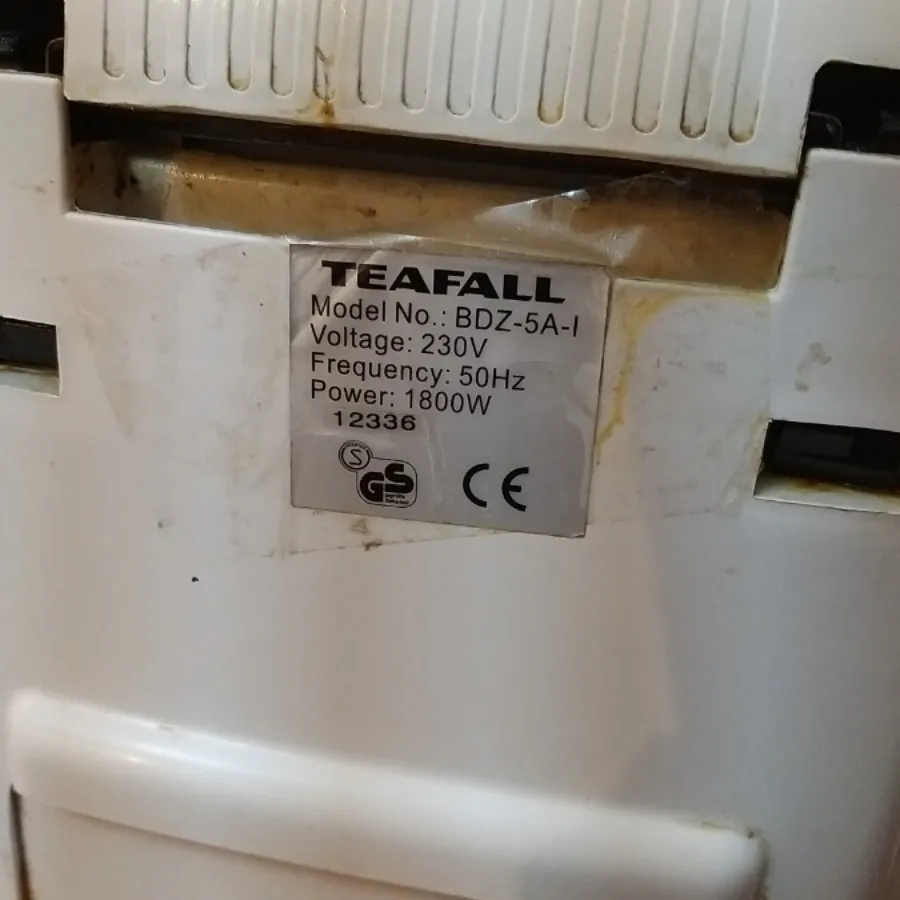 TEAFALL
Model No.: BDZ-5A-I
Voltage: 230V
Frequency: 50Hz
Power: 1800W
12336
S
GS
CE